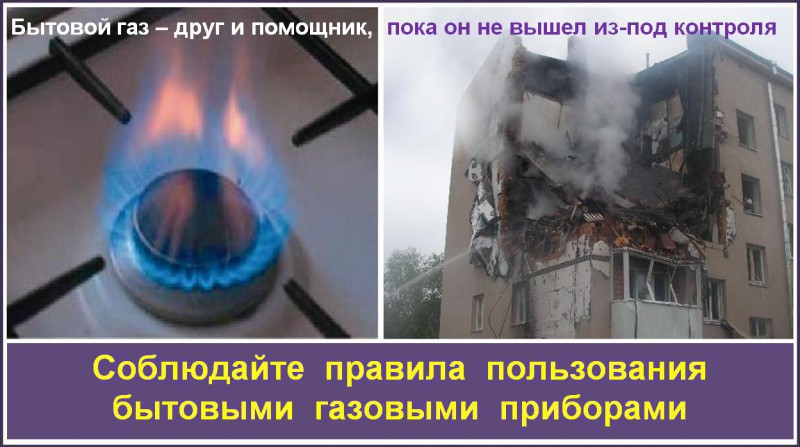 Бытовой газ – друг и помощник, пока он не вышел из-под контроля
Соблюдайте правила пользования
бытовыми газовыми приборами